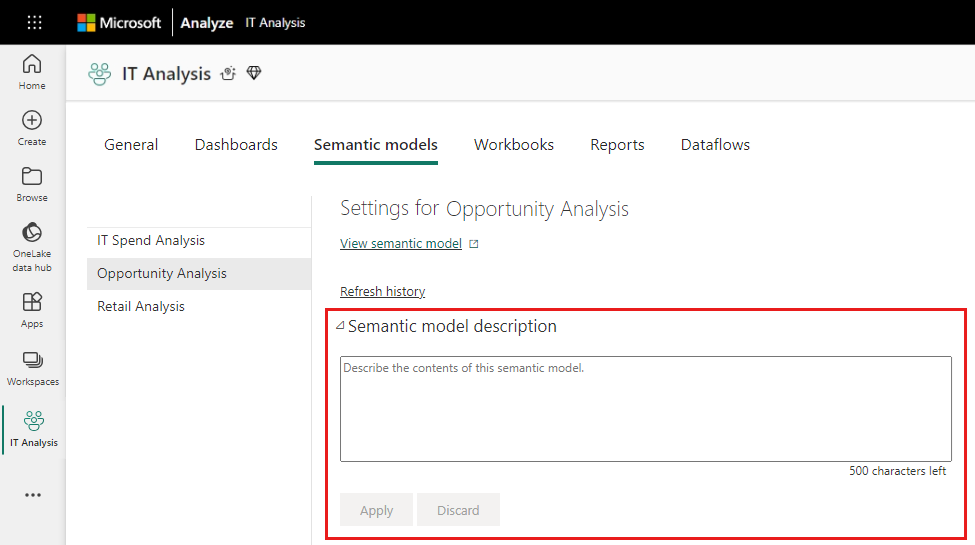 Microsoft Analyze IT Analysis
IT Analysis
Home
Create
Browse
OneLake
data hub
Apps
Workspaces
IT Analysis
General Dashboards Semantic models Workbooks Reports Dataflows
IT Spend Analysis
Opportunity Analysis
Retail Analysis
Settings for Opportunity Analysis
View semantic model
Refresh history
Semantic model description
Describe the contents of this semantic model.
500 characters left
Apply Discard